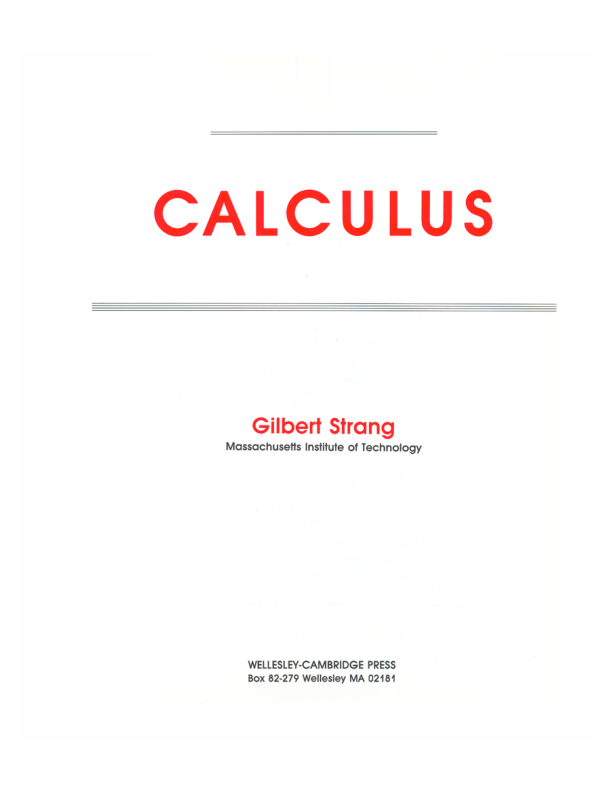 CALCULUS
Gilbert Strang
Massachusetts Institute of Technology
WELLESLEY-CAMBRIDGE PRESS
Box 82-279 Wellesley MA 02181